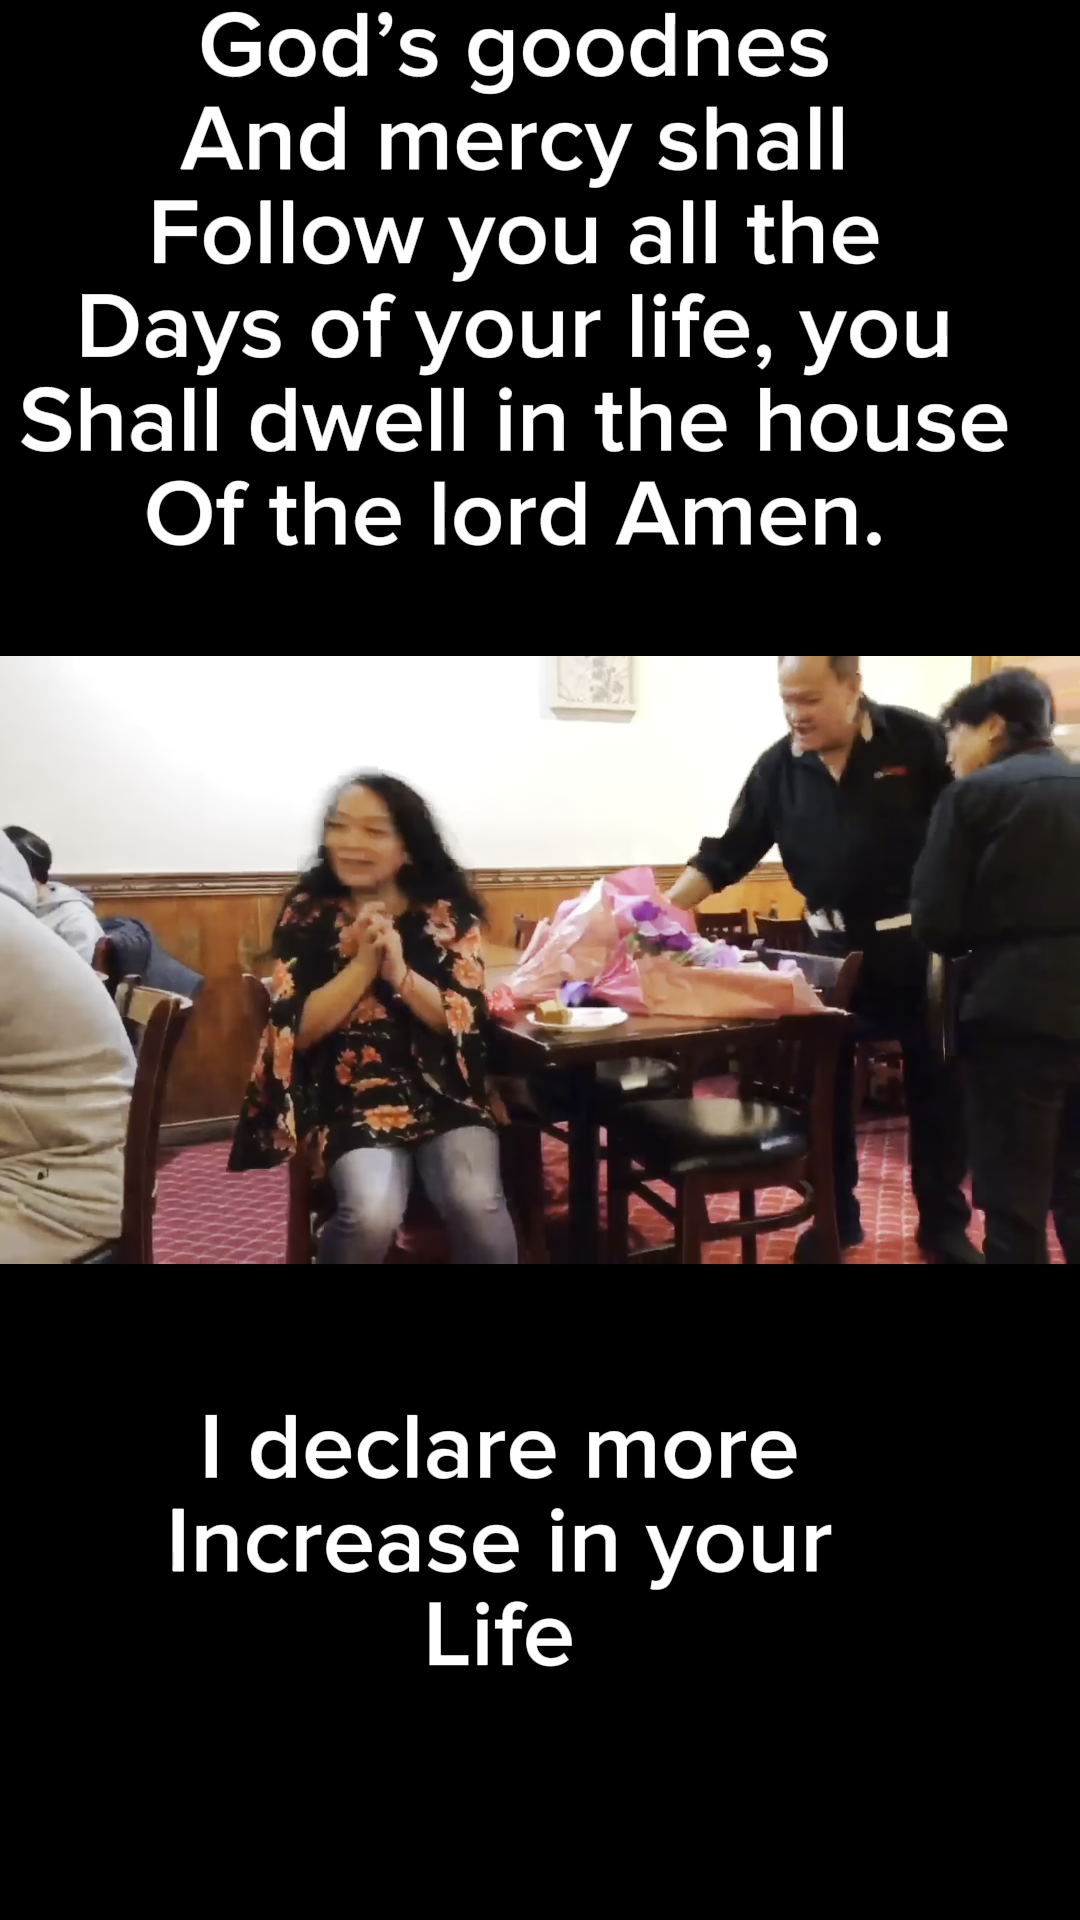 God’s goodnes
And mercy shall
Follow you all the
Days of your life, you
Shall dwell in the house
Of the lord Amen.
I declare more
Increase in your
Life